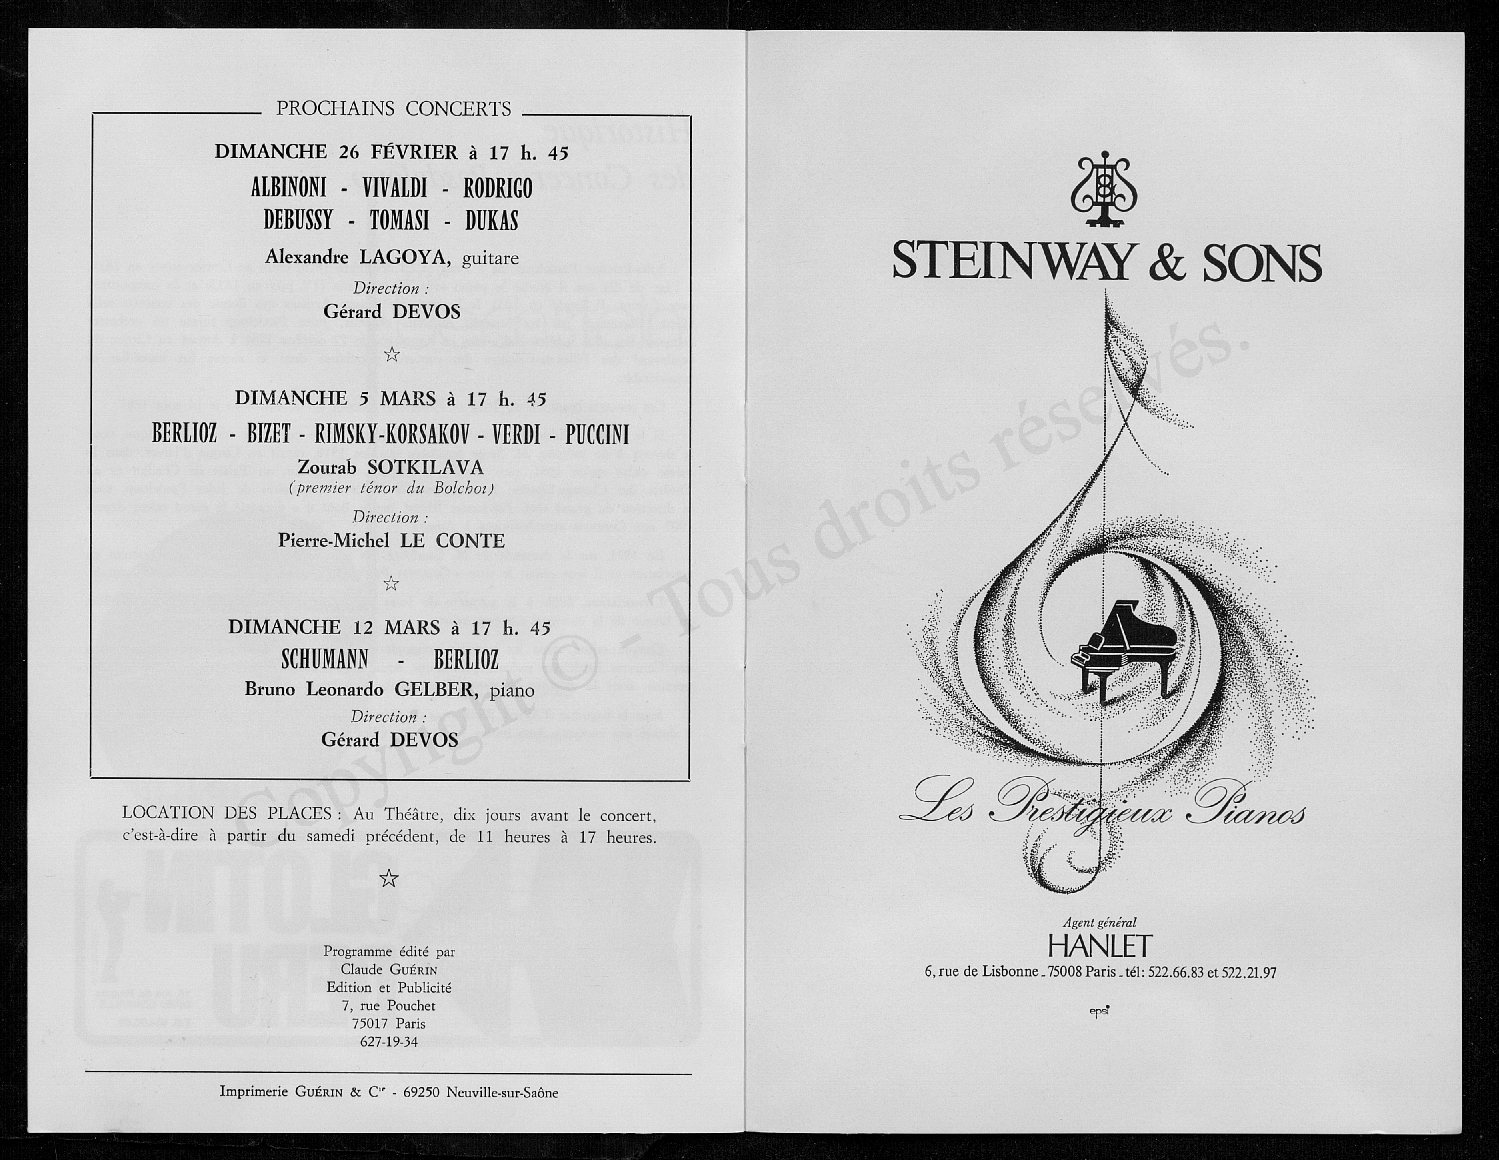 PROCHAINS CONCERTS
DIMANCHE 26 FÉVRIER à 17 h. 45
ALBINONI - VIVALDI - RODRIGO
DEBUSSY - TOMASI - DUKAS
Alexandre LAGOYA, guitare
Direction :
Gérard DEVOS
DIMANCHE 5 MARS à 17 h. 45
BERLIOZ - BIZET - RIMSKY-KORSAKOV - VERDI - PUCCINI
Zourab SOTKILAVA
(premier ténor du Bolchoi)
Direction :
Pierre-Michel LE CONTE
DIMANCHE 12 MARS à 17 h. 45
SCHUMANN - BERLIOZ
Bruno Leonardo GELBER, piano
Direction :
Gérard DEVOS
LOCATION DES PLACES : Au Théâtre, dix jours avant le concert,
c'est-à-dire à partir du samedi précédent, de 11 heures à 17 heures.
Programme édité par
Claude GUÉRIN
Edition et Publicité
7, rue Pouchet
75017 Paris
627-19-34
Imprimerie GUÉRIN & Cie - 69250 Neuville-sur-Saône
STEINWAY & SONS
Les Prestigieux Pianos
Agent général
HANLET
6, rue de Lisbonne - 75008 Paris - tél: 522.66.83 et 522.21.97
epsi
Copyright © - Tous droits réservés.